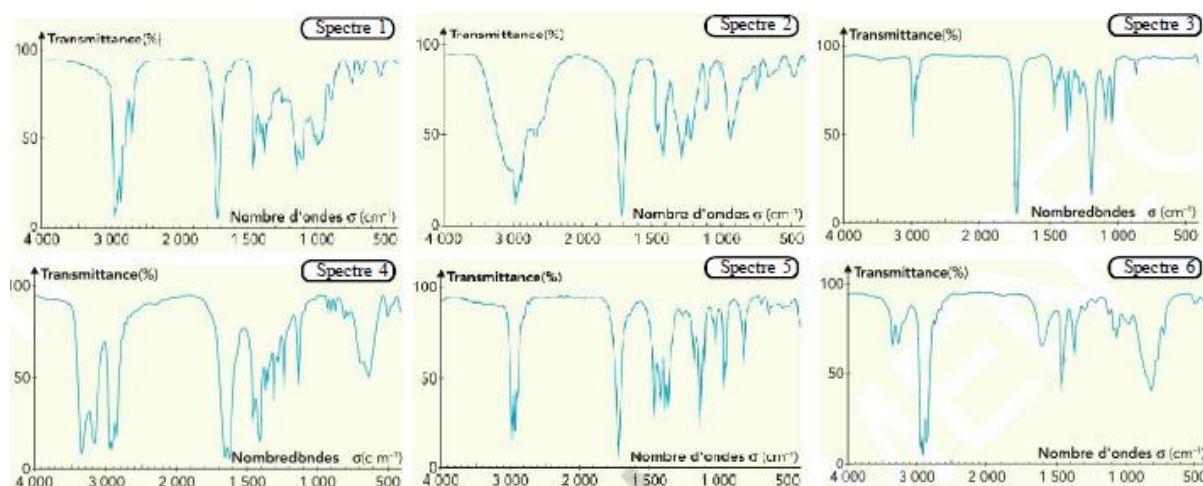 Transmittance(%)
Spectre 1
100
50
0
Nombre d'ondes σ (cm⁻¹)
4 000 3 000 2 000 1 500 1 000 500
Transmittance(%)
Spectre 2
100
50
0
Nombre d'ondes σ (cm⁻¹)
4 000 3 000 2 000 1 500 1 000 500
Transmittance(%)
Spectre 3
100
50
0
Nombredòndes σ (cm⁻¹)
4 000 3 000 2 000 1 500 1 000 500
Transmittance(%)
Spectre 4
100
50
0
Nombredòndes σ(c m⁻¹)
4 000 3 000 2 000 1 500 1 000 500
Transmittance(%)
Spectre 5
100
50
0
Nombre d'ondes σ (cm⁻¹)
4 000 3 000 2 000 1 500 1 000 500
Transmittance(%)
Spectre 6
100
50
0
Nombre d'ondes σ (cm⁻¹)
4 000 3 000 2 000 1 500 1 000 500